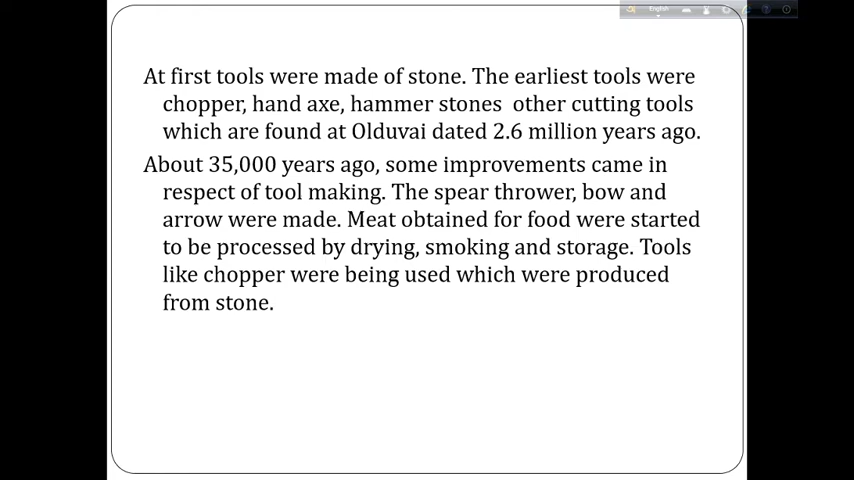 English
At first tools were made of stone. The earliest tools were
chopper, hand axe, hammer stones  other cutting tools
which are found at Olduvai dated 2.6 million years ago.
About 35,000 years ago, some improvements came in
respect of tool making. The spear thrower, bow and
arrow were made. Meat obtained for food were started
to be processed by drying, smoking and storage. Tools
like chopper were being used which were produced
from stone.